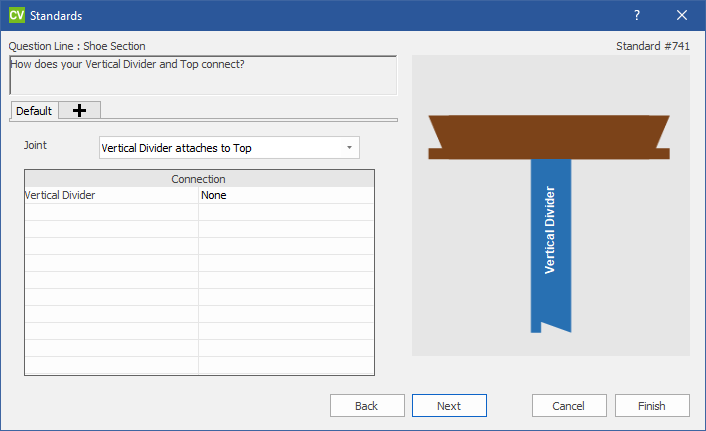 CV Standards ?
Question Line : Shoe Section
Standard #741
How does your Vertical Divider and Top connect?
Default
Joint
Vertical Divider attaches to Top
Connection
Vertical Divider None
Vertical Divider
Back Next Cancel Finish